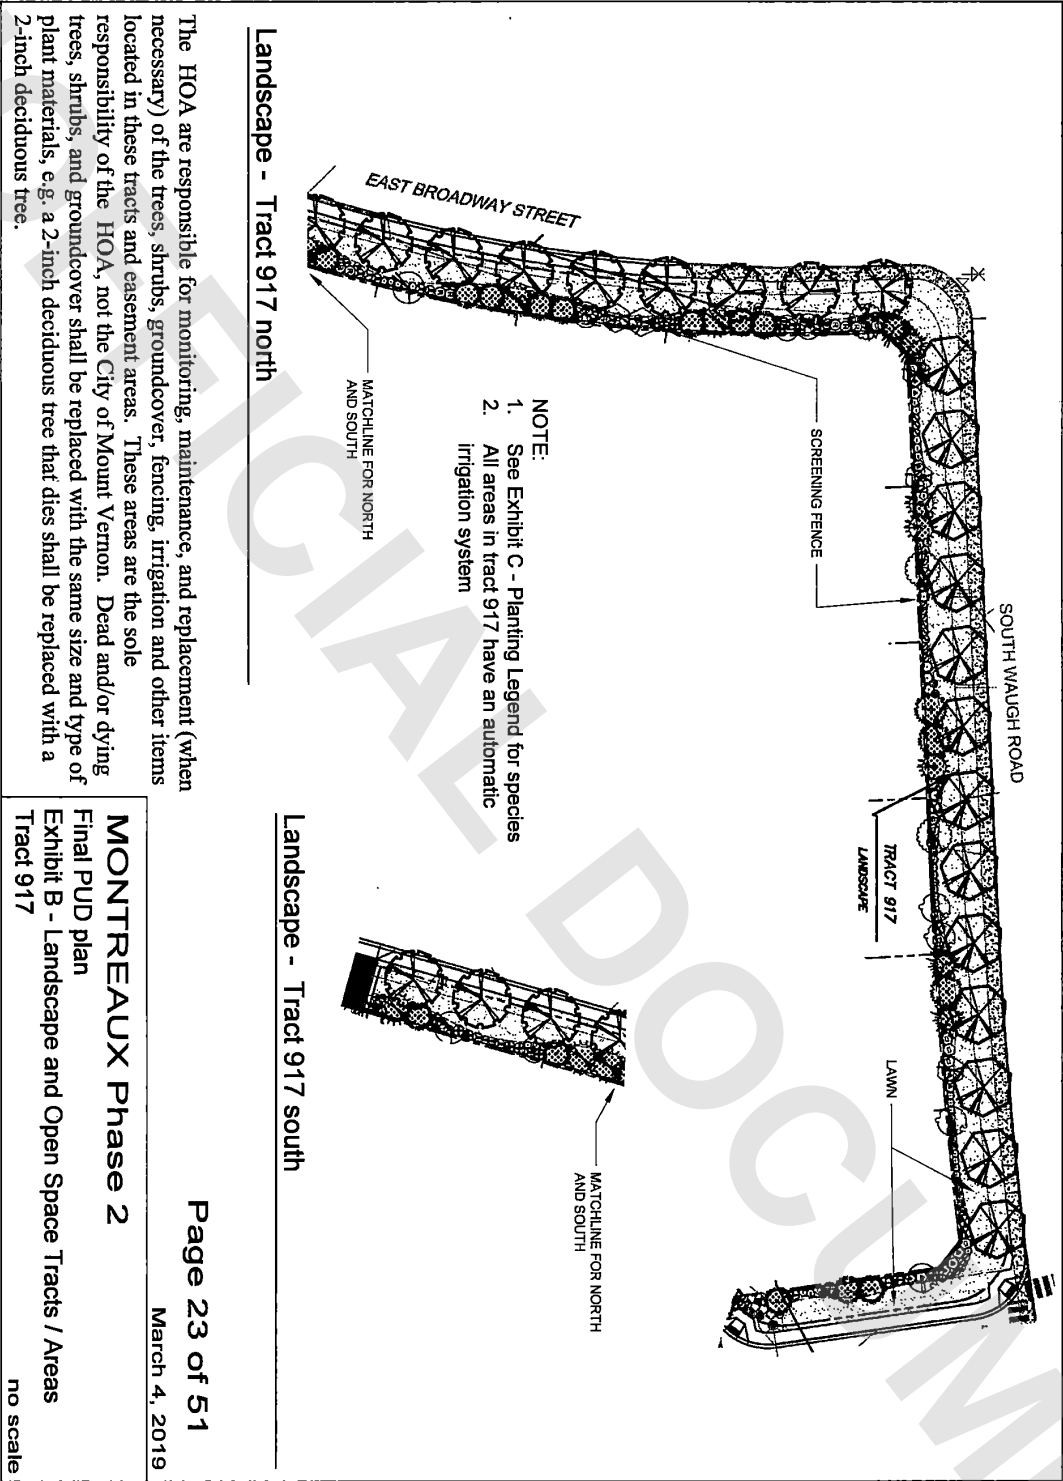 SOUTH WAUGH ROAD
EAST BROADWAY STREET
SCREENING FENCE
TRACT 917
LANDSCAPE
LAWN
MATCHLINE FOR NORTH
AND SOUTH
NOTE:
1. See Exhibit C - Planting Legend for species
2. All areas in tract 917 have an automatic
irrigation system
MATCHLINE FOR NORTH
AND SOUTH
Landscape - Tract 917 north
Landscape - Tract 917 south
The HOA are responsible for monitoring, maintenance, and replacement (when
necessary) of the trees, shrubs, groundcover, fencing, irrigation and other items
located in these tracts and easement areas. These areas are the sole
responsibility of the HOA, not the City of Mount Vernon. Dead and/or dying
trees, shrubs, and groundcover shall be replaced with the same size and type of
plant materials, e.g. a 2-inch deciduous tree that dies shall be replaced with a
2-inch deciduous tree.
Page 23 of 51
March 4, 2019
MONTREAUX Phase 2
Final PUD plan
Exhibit B - Landscape and Open Space Tracts / Areas
Tract 917
no scale